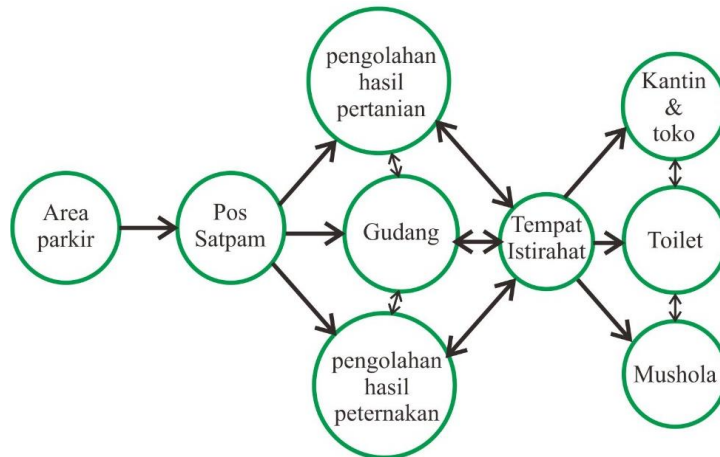 Area
parkir
Pos
Satpam
pengolahan
hasil
pertanian
Gudang
pengolahan
hasil
peternakan
Tempat
Istirahat
Kantin
&
toko
Toilet
Mushola